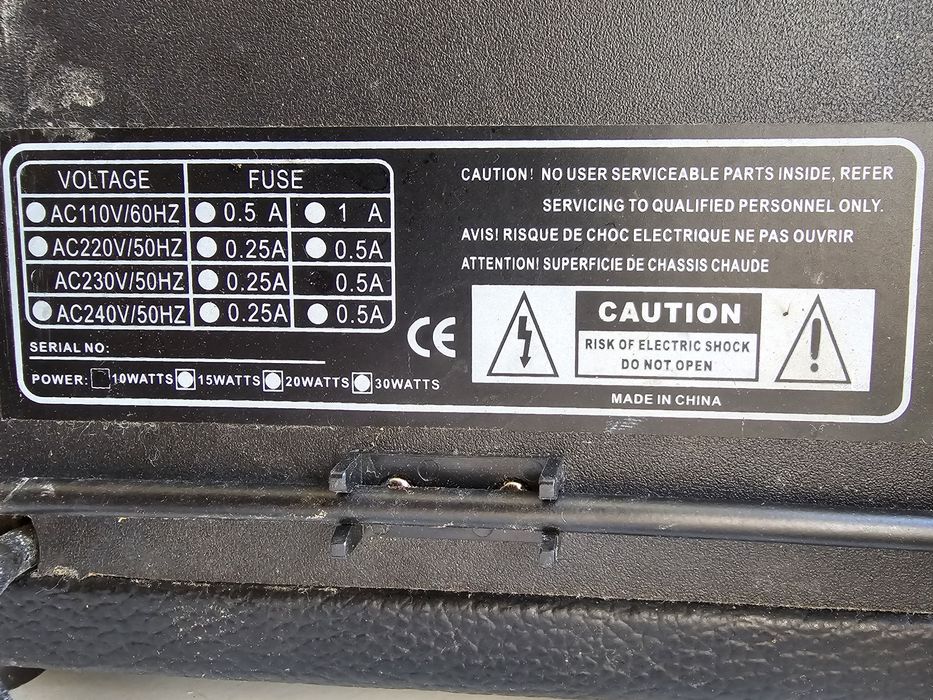 VOLTAGE FUSE
AC110V/60HZ 0.5 A 1 A
AC220V/50HZ 0.25A 0.5A
AC230V/50HZ 0.25A 0.5A
AC240V/50HZ 0.25A 0.5A
SERIAL NO:
POWER: 10WATTS 15WATTS 20WATTS 30WATTS
CE
CAUTION! NO USER SERVICEABLE PARTS INSIDE, REFER
SERVICING TO QUALIFIED PERSONNEL ONLY.
AVIS! RISQUE DE CHOC ELECTRIQUE NE PAS OUVRIR
ATTENTION! SUPERFICIE DE CHASSIS CHAUDE
CAUTION
RISK OF ELECTRIC SHOCK
DO NOT OPEN
MADE IN CHINA